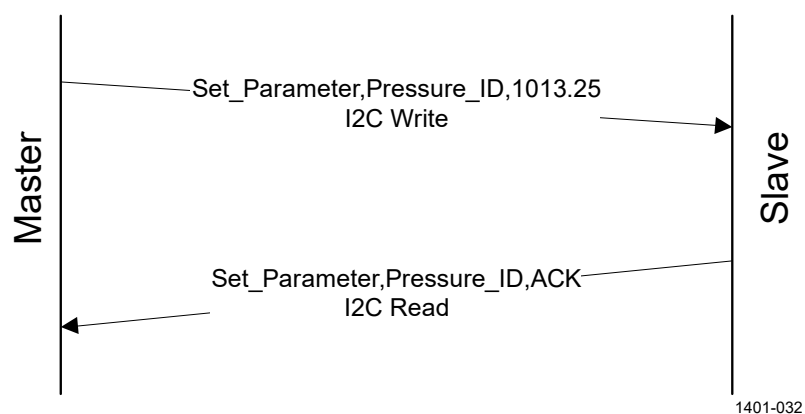 Set_Parameter,Pressure_ID,1013.25
I2C Write
Master
Slave
Set_Parameter,Pressure_ID,ACK
I2C Read
1401-032